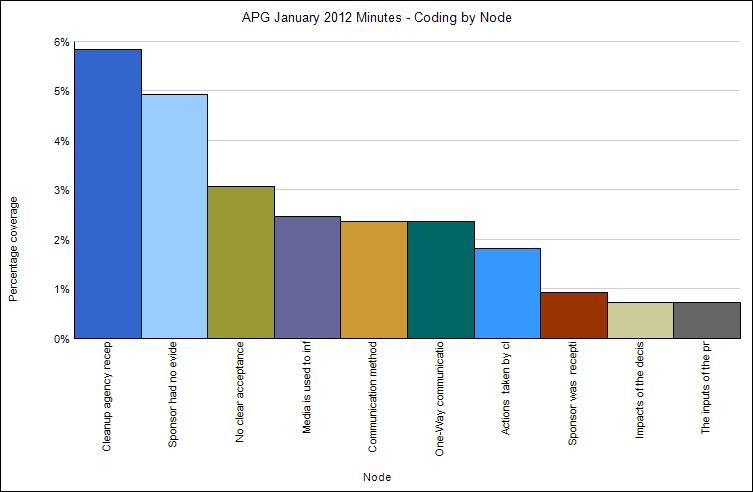 APG January 2012 Minutes - Coding by Node
6%
5%
4%
3%
2%
1%
0%
Percentage coverage
Cleanup agency recep
Sponsor had no evide
No clear acceptance
Media is used to inf
Communication method
One-Way communicatio
Actions  taken by cl
Sponsor was  recepti
Impacts of the decis
The inputs of the pr
Node